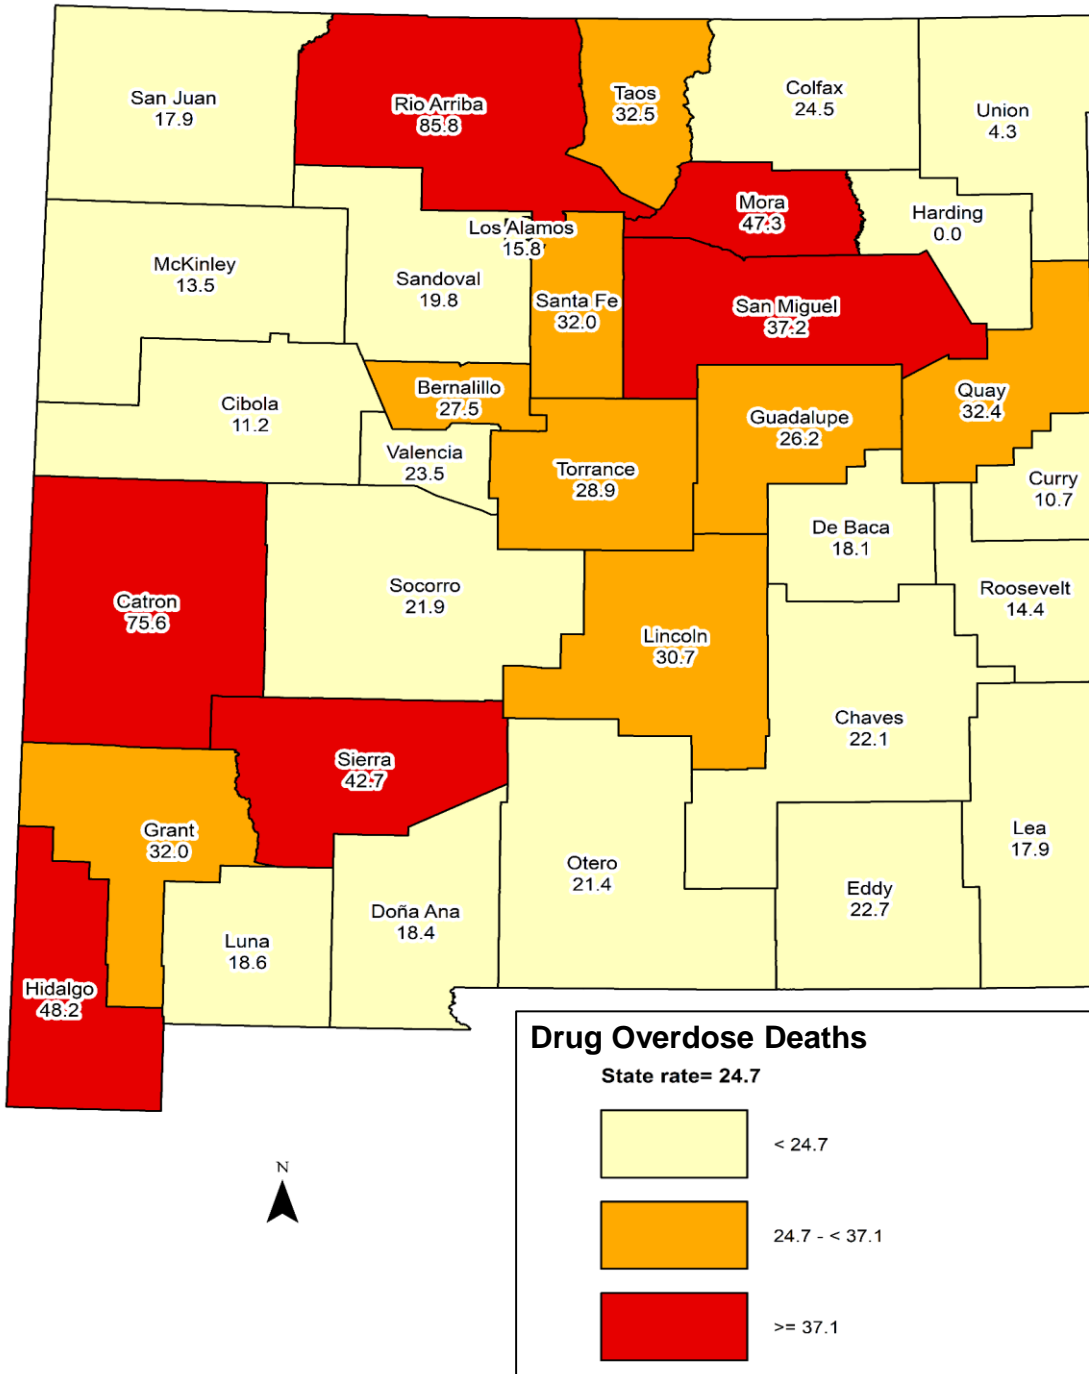 San Juan
17.9
Rio Arriba
85.8
Taos
32.5
Colfax
24.5
Union
4.3
Mora
47.3
Harding
0.0
Los Alamos
15.8
McKinley
13.5
Sandoval
19.8
Santa Fe
32.0
San Miguel
37.2
Bernalillo
27.5
Cibola
11.2
Valencia
23.5
Torrance
28.9
Guadalupe
26.2
Quay
32.4
Curry
10.7
De Baca
18.1
Roosevelt
14.4
Catron
75.6
Socorro
21.9
Lincoln
30.7
Chaves
22.1
Sierra
42.7
Grant
32.0
Otero
21.4
Lea
17.9
Eddy
22.7
Doña Ana
18.4
Luna
18.6
Hidalgo
48.2
Drug Overdose Deaths
State rate= 24.7
< 24.7
24.7 - < 37.1
>= 37.1
N